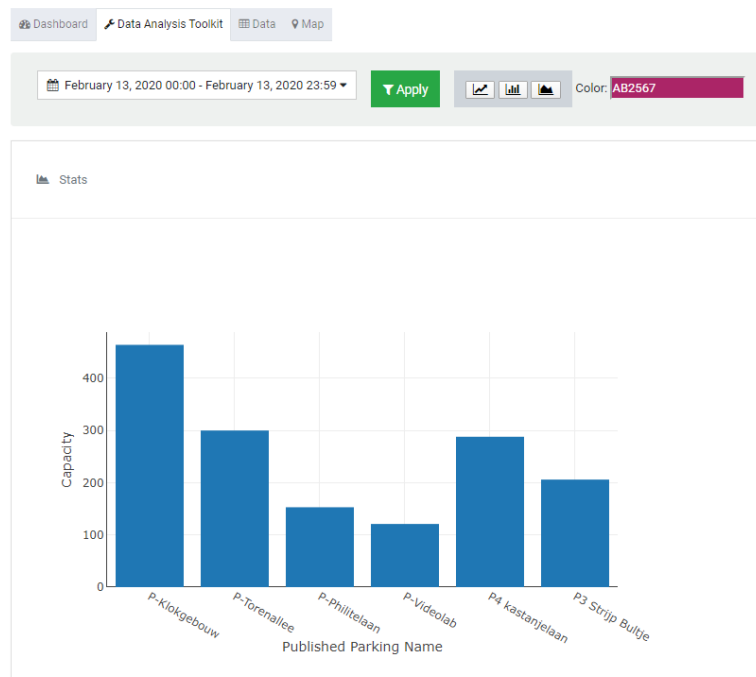 Dashboard Data Analysis Toolkit Data Map
February 13, 2020 00:00 - February 13, 2020 23:59 Apply Color: AB2567
Stats
400
300
200
100
0
Capacity
P-Klokgebouw P-Torenallee P-Philitelaan P-Videolab P4 kastanjelaan P3 Strijp Bultje
Published Parking Name